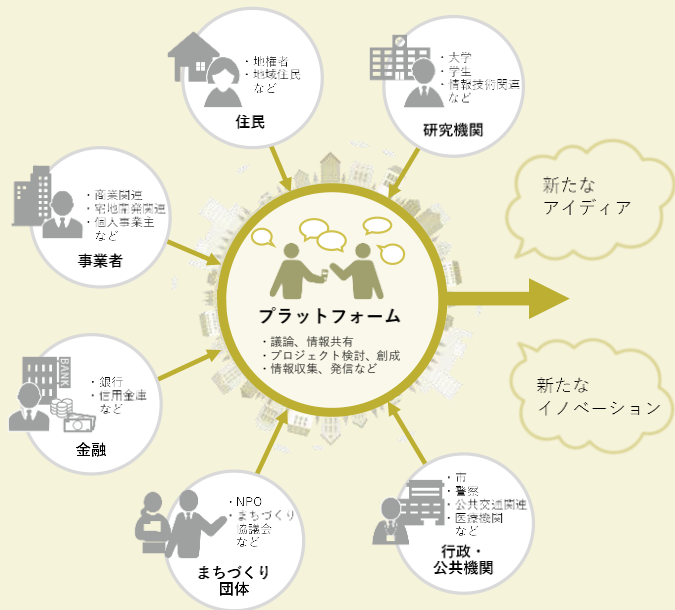 ・地権者
・地域住民
など
住民
・大学
・学生
・情報技術関連
など
研究機関
・商業関連
・宅地開発関連
・個人事業主
など
事業者
新たな
アイディア
プラットフォーム
・議論、情報共有
・プロジェクト検討、創成
・情報収集、発信など
BANK
・銀行
・信用金庫
など
金融
新たな
イノベーション
・NPO
・まちづくり
協議会
など
まちづくり
団体
・市
・警察
・公共交通関連
・医療機関
など
行政・
公共機関